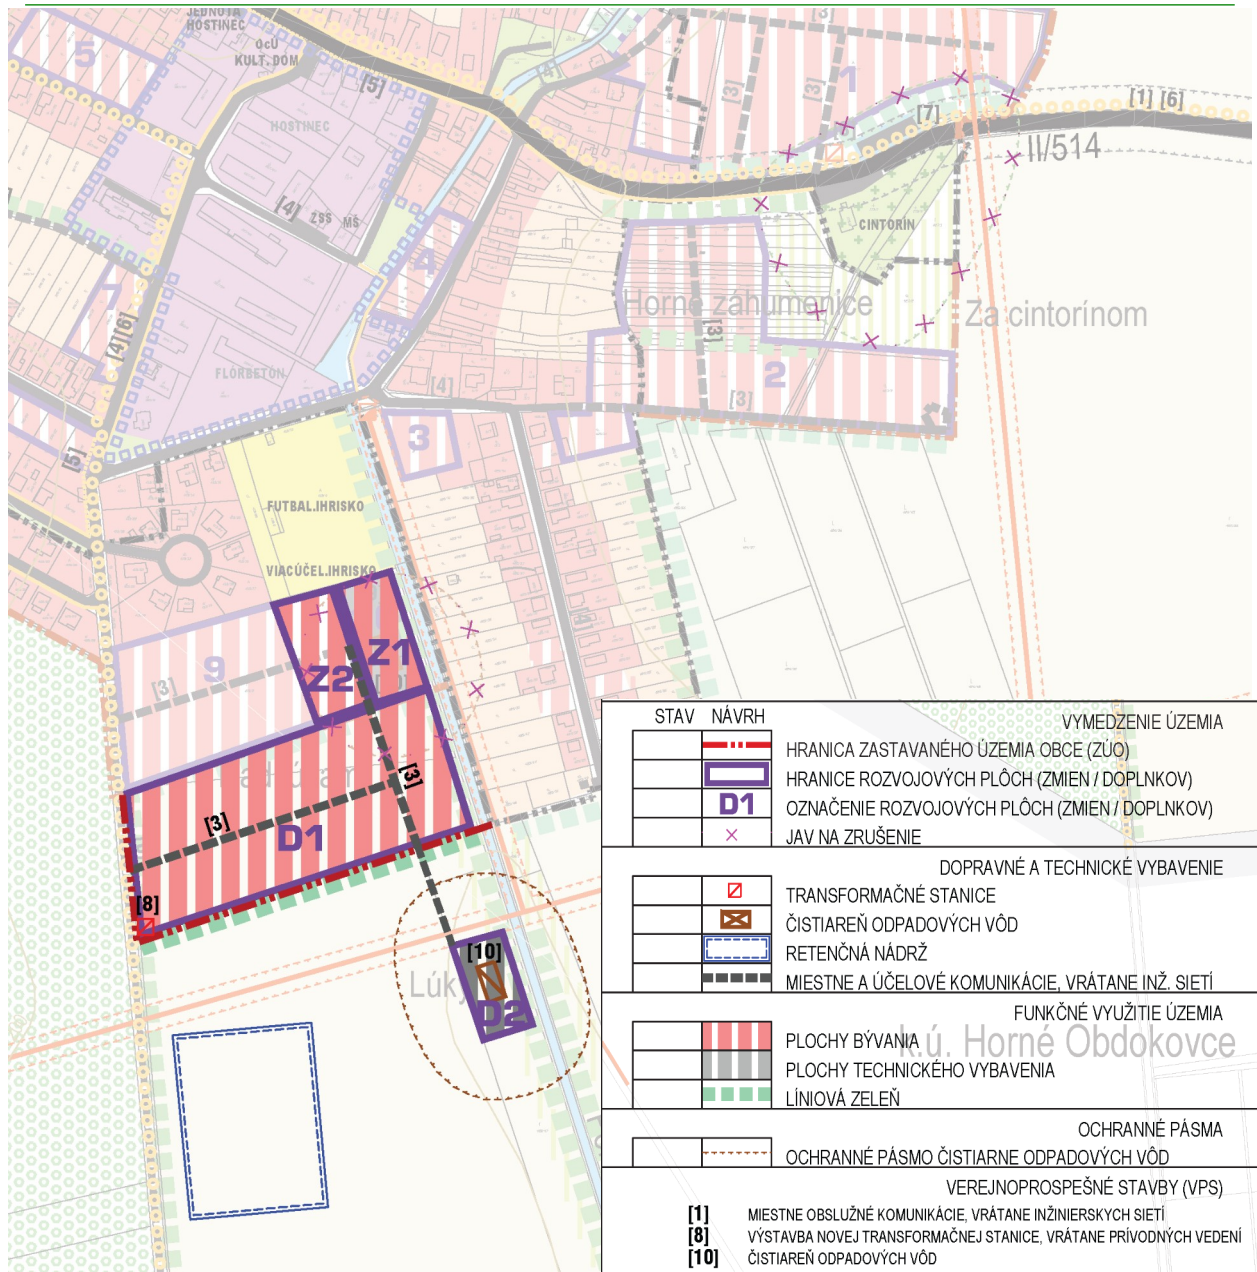 JEDNOTA
HOSTINEC
OcÚ
KULT. DOM
5
[5]
[4]
[3]
[3]
[3]
1
[7]
[1] [6]
II/514
HOSTINEC
[4]
ZŠS
MŠ
CINTORÍN
4
7
[4][6]
Horné záhumenice
Za cintorínom
[3]
FLÓRBETÓN
[4]
2
[3]
3
[5]
FUTBAL.IHRISKO
VIACÚČEL.IHRISKO
[4]
9
[3]
Z2
Z1
[3]
[3]
D1
[8]
[10]
Lúky
D2
k.ú. Horné Obdokovce
STAV NÁVRH
VYMEDZENIE ÚZEMIA
HRANICA ZASTAVANÉHO ÚZEMIA OBCE (ZÚO)
HRANICE ROZVOJOVÝCH PLÔCH (ZMIEN / DOPLNKOV)
D1 OZNAČENIE ROZVOJOVÝCH PLÔCH (ZMIEN / DOPLNKOV)
JAV NA ZRUŠENIE
DOPRAVNÉ A TECHNICKÉ VYBAVENIE
TRANSFORMAČNÉ STANICE
ČISTIAREŇ ODPADOVÝCH VÔD
RETENČNÁ NÁDRŽ
MIESTNE A ÚČELOVÉ KOMUNIKÁCIE, VRÁTANE INŽ. SIETÍ
FUNKČNÉ VYUŽITIE ÚZEMIA
PLOCHY BÝVANIA
PLOCHY TECHNICKÉHO VYBAVENIA
LÍNIOVÁ ZELEŇ
OCHRANNÉ PÁSMA
OCHRANNÉ PÁSMO ČISTIARNE ODPADOVÝCH VÔD
VEREJNOPROSPEŠNÉ STAVBY (VPS)
[1] MIESTNE OBSLUŽNÉ KOMUNIKÁCIE, VRÁTANE INŽINIERSKYCH SIETÍ
[8] VÝSTAVBA NOVEJ TRANSFORMAČNEJ STANICE, VRÁTANE PRÍVODNÝCH VEDENÍ
[10] ČISTIAREŇ ODPADOVÝCH VÔD